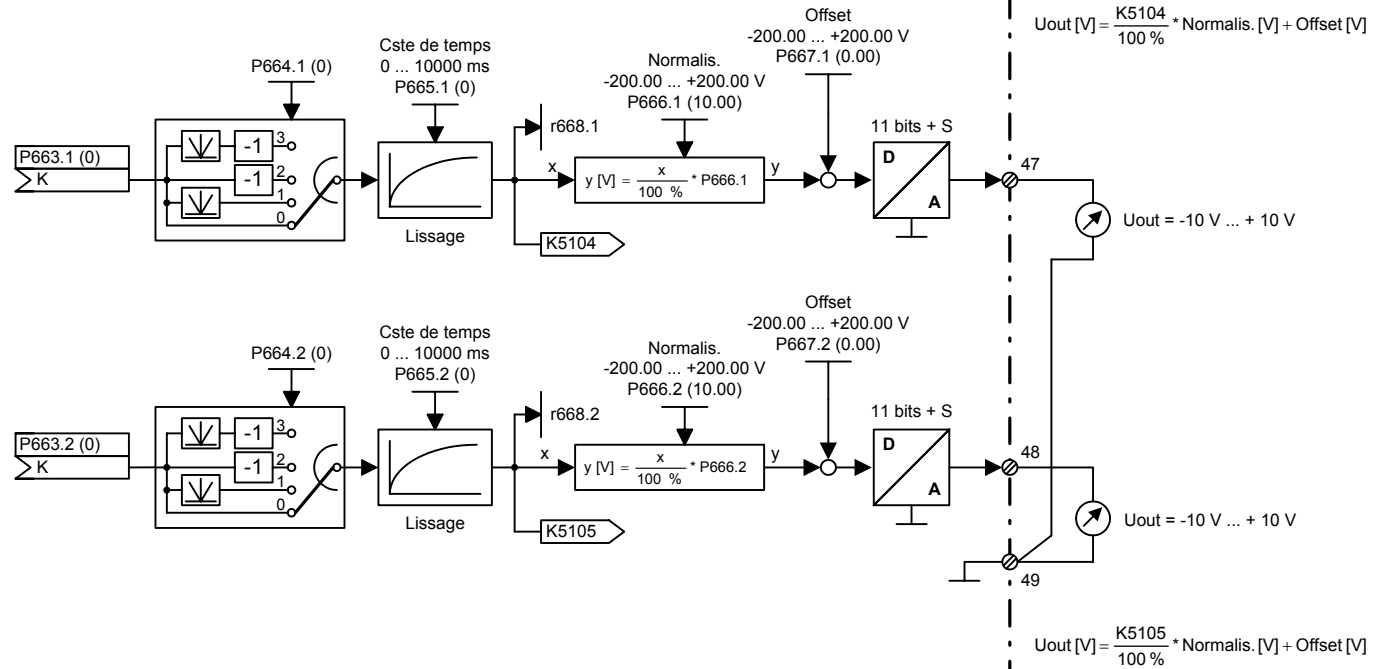 Uout [V] = K5104 / 100 % * Normalis. [V] + Offset [V]
Offset
-200.00 ... +200.00 V
P667.1 (0.00)
Cste de temps
0 ... 10000 ms
P665.1 (0)
Normalis.
-200.00 ... +200.00 V
P666.1 (10.00)
P664.1 (0)
r668.1
11 bits + S
P663.1 (0)
K
-1
3
-1
2
1
0
Lissage
x
y [V] = x / 100 % * P666.1
y
D
A
47
K5104
Uout = -10 V ... + 10 V
Offset
-200.00 ... +200.00 V
P667.2 (0.00)
Cste de temps
0 ... 10000 ms
P665.2 (0)
Normalis.
-200.00 ... +200.00 V
P666.2 (10.00)
P664.2 (0)
r668.2
11 bits + S
P663.2 (0)
K
-1
3
-1
2
1
0
Lissage
x
y [V] = x / 100 % * P666.2
y
D
A
48
K5105
Uout = -10 V ... + 10 V
49
Uout [V] = K5105 / 100 % * Normalis. [V] + Offset [V]